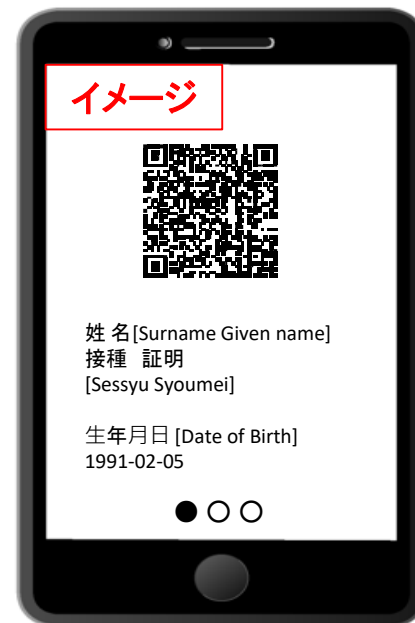 イメージ
姓 名[Surname Given name]
接種 証明
[Sessyu Syoumei]
生年月日 [Date of Birth]
1991-02-05